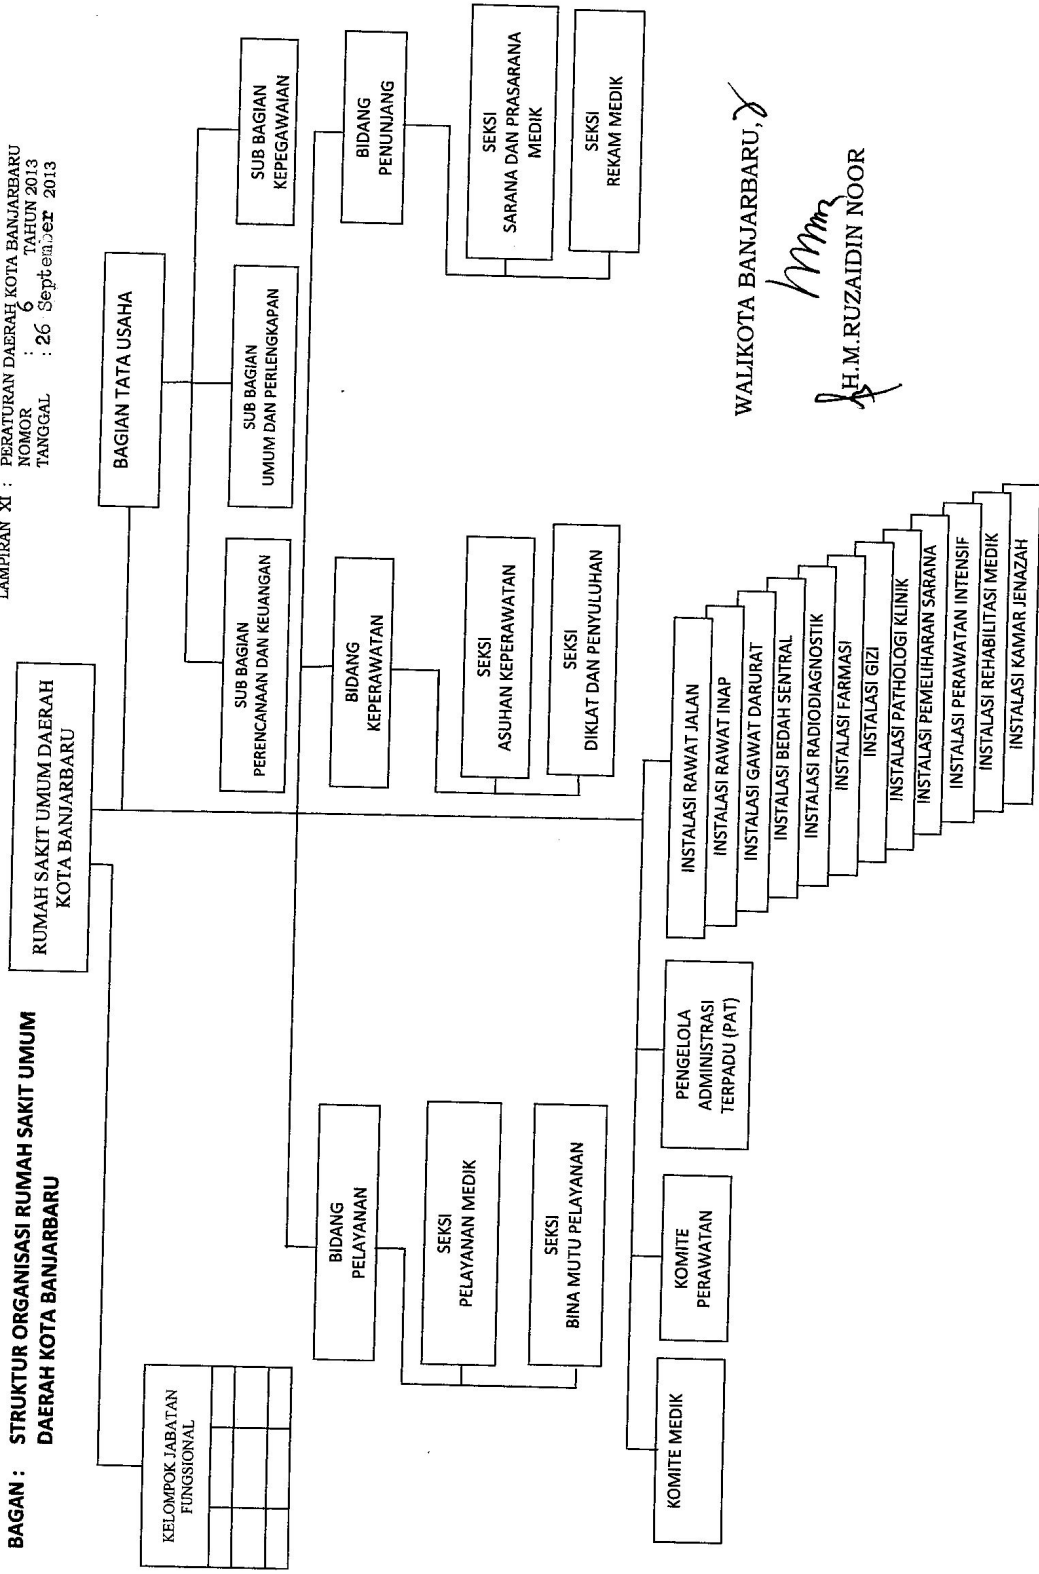 LAMPIRAN XI : PERATURAN DAERAH KOTA BANJARBARU
NOMOR : 6 TAHUN 2013
TANGGAL : 26 September 2013
BAGAN : STRUKTUR ORGANISASI RUMAH SAKIT UMUM
DAERAH KOTA BANJARBARU
RUMAH SAKIT UMUM DAERAH
KOTA BANJARBARU
KELOMPOK JABATAN
FUNGSIONAL
BAGIAN TATA USAHA
SUB BAGIAN
PERENCANAAN DAN KEUANGAN
SUB BAGIAN
UMUM DAN PERLENGKAPAN
SUB BAGIAN
KEPEGAWAIAN
BIDANG
PELAYANAN
SEKSI
PELAYANAN MEDIK
SEKSI
BINA MUTU PELAYANAN
BIDANG
KEPERAWATAN
SEKSI
ASUHAN KEPERAWATAN
SEKSI
DIKLAT DAN PENYULUHAN
BIDANG
PENUNJANG
SEKSI
SARANA DAN PRASARANA
MEDIK
SEKSI
REKAM MEDIK
KOMITE MEDIK
KOMITE
PERAWATAN
PENGELOLA
ADMINISTRASI
TERPADU (PAT)
INSTALASI RAWAT JALAN
INSTALASI RAWAT INAP
INSTALASI GAWAT DARURAT
INSTALASI BEDAH SENTRAL
INSTALASI RADIODIAGNOSTIK
INSTALASI FARMASI
INSTALASI GIZI
INSTALASI PATHOLOGI KLINIK
INSTALASI PEMELIHARAN SARANA
INSTALASI PERAWATAN INTENSIF
INSTALASI REHABILITASI MEDIK
INSTALASI KAMAR JENAZAH
WALIKOTA BANJARBARU,
H.M.RUZAIDIN NOOR